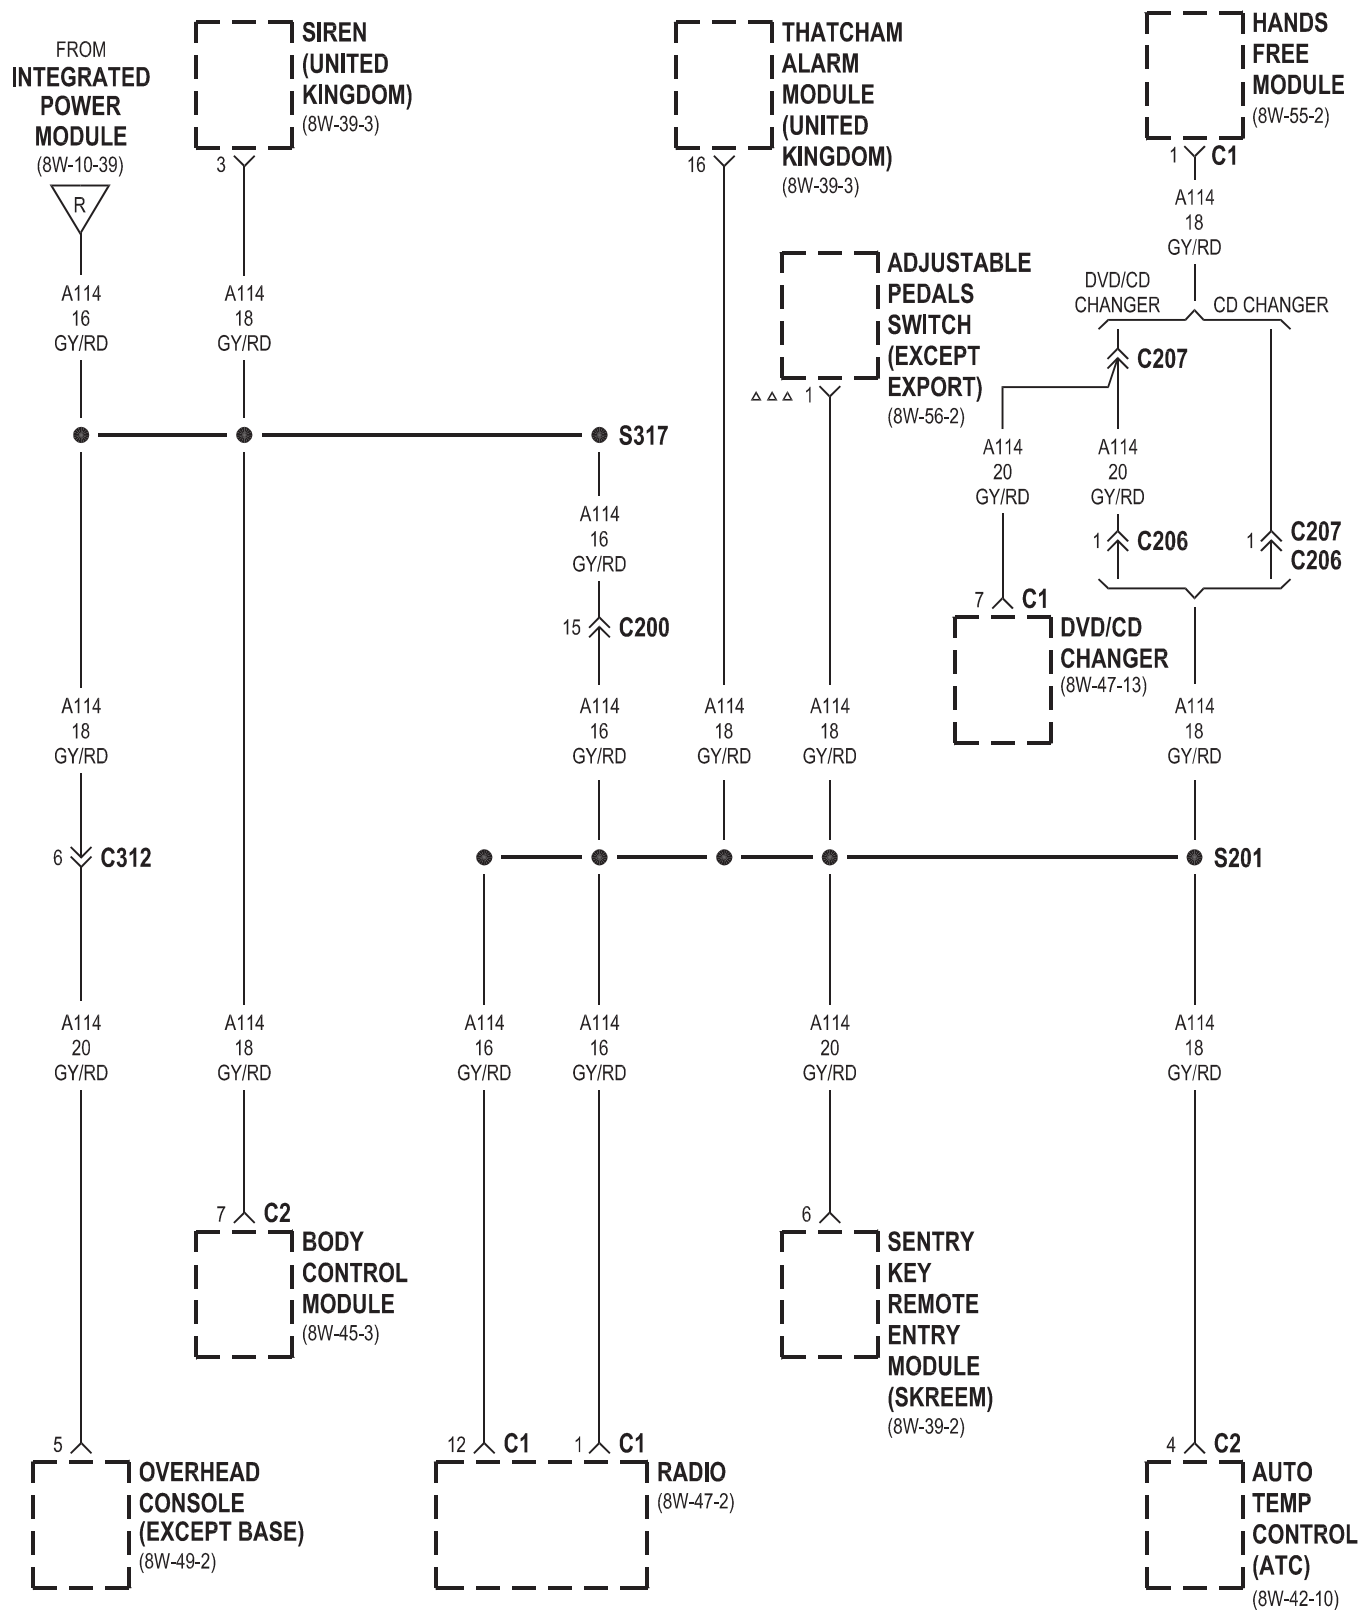 FROM
INTEGRATED
POWER
MODULE
(8W-10-39)
R
SIREN
(UNITED
KINGDOM)
(8W-39-3)
3
THATCHAM
ALARM
MODULE
(UNITED
KINGDOM)
(8W-39-3)
16
HANDS
FREE
MODULE
(8W-55-2)
1 C1
A114
18
GY/RD
DVD/CD
CHANGER
CD CHANGER
A114
16
GY/RD
A114
18
GY/RD
ADJUSTABLE
PEDALS
SWITCH
(EXCEPT
EXPORT)
(8W-56-2)
△ △ △ 1
C207
S317
A114
20
GY/RD
A114
20
GY/RD
A114
16
GY/RD
1 C206
1 C207
C206
15 C200
7 C1
DVD/CD
CHANGER
(8W-47-13)
A114
18
GY/RD
A114
16
GY/RD
A114
18
GY/RD
A114
18
GY/RD
A114
18
GY/RD
6 C312
S201
A114
20
GY/RD
A114
18
GY/RD
A114
16
GY/RD
A114
16
GY/RD
A114
20
GY/RD
A114
18
GY/RD
7 C2
BODY
CONTROL
MODULE
(8W-45-3)
6
SENTRY
KEY
REMOTE
ENTRY
MODULE
(SKREEM)
(8W-39-2)
5
OVERHEAD
CONSOLE
(EXCEPT BASE)
(8W-49-2)
12 C1
1 C1
RADIO
(8W-47-2)
4 C2
AUTO
TEMP
CONTROL
(ATC)
(8W-42-10)